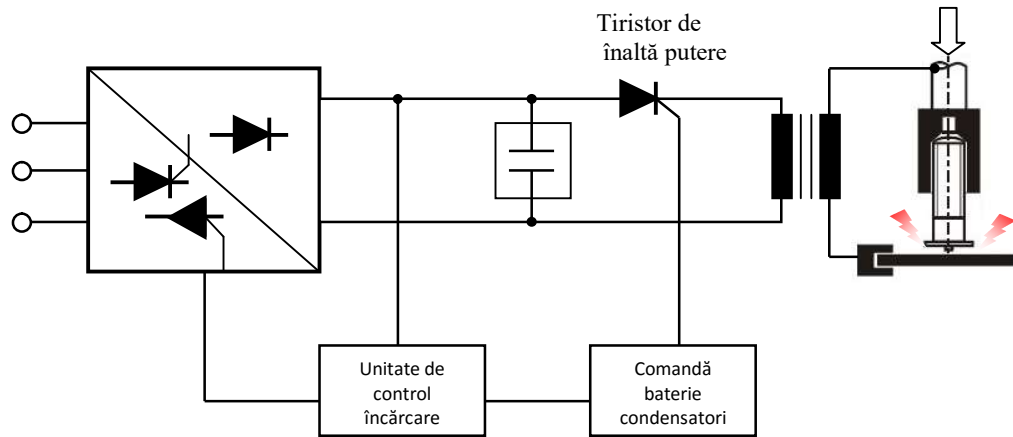 Tiristor de
înaltă putere
Unitate de
control
încărcare
Comandă
baterie
condensatori